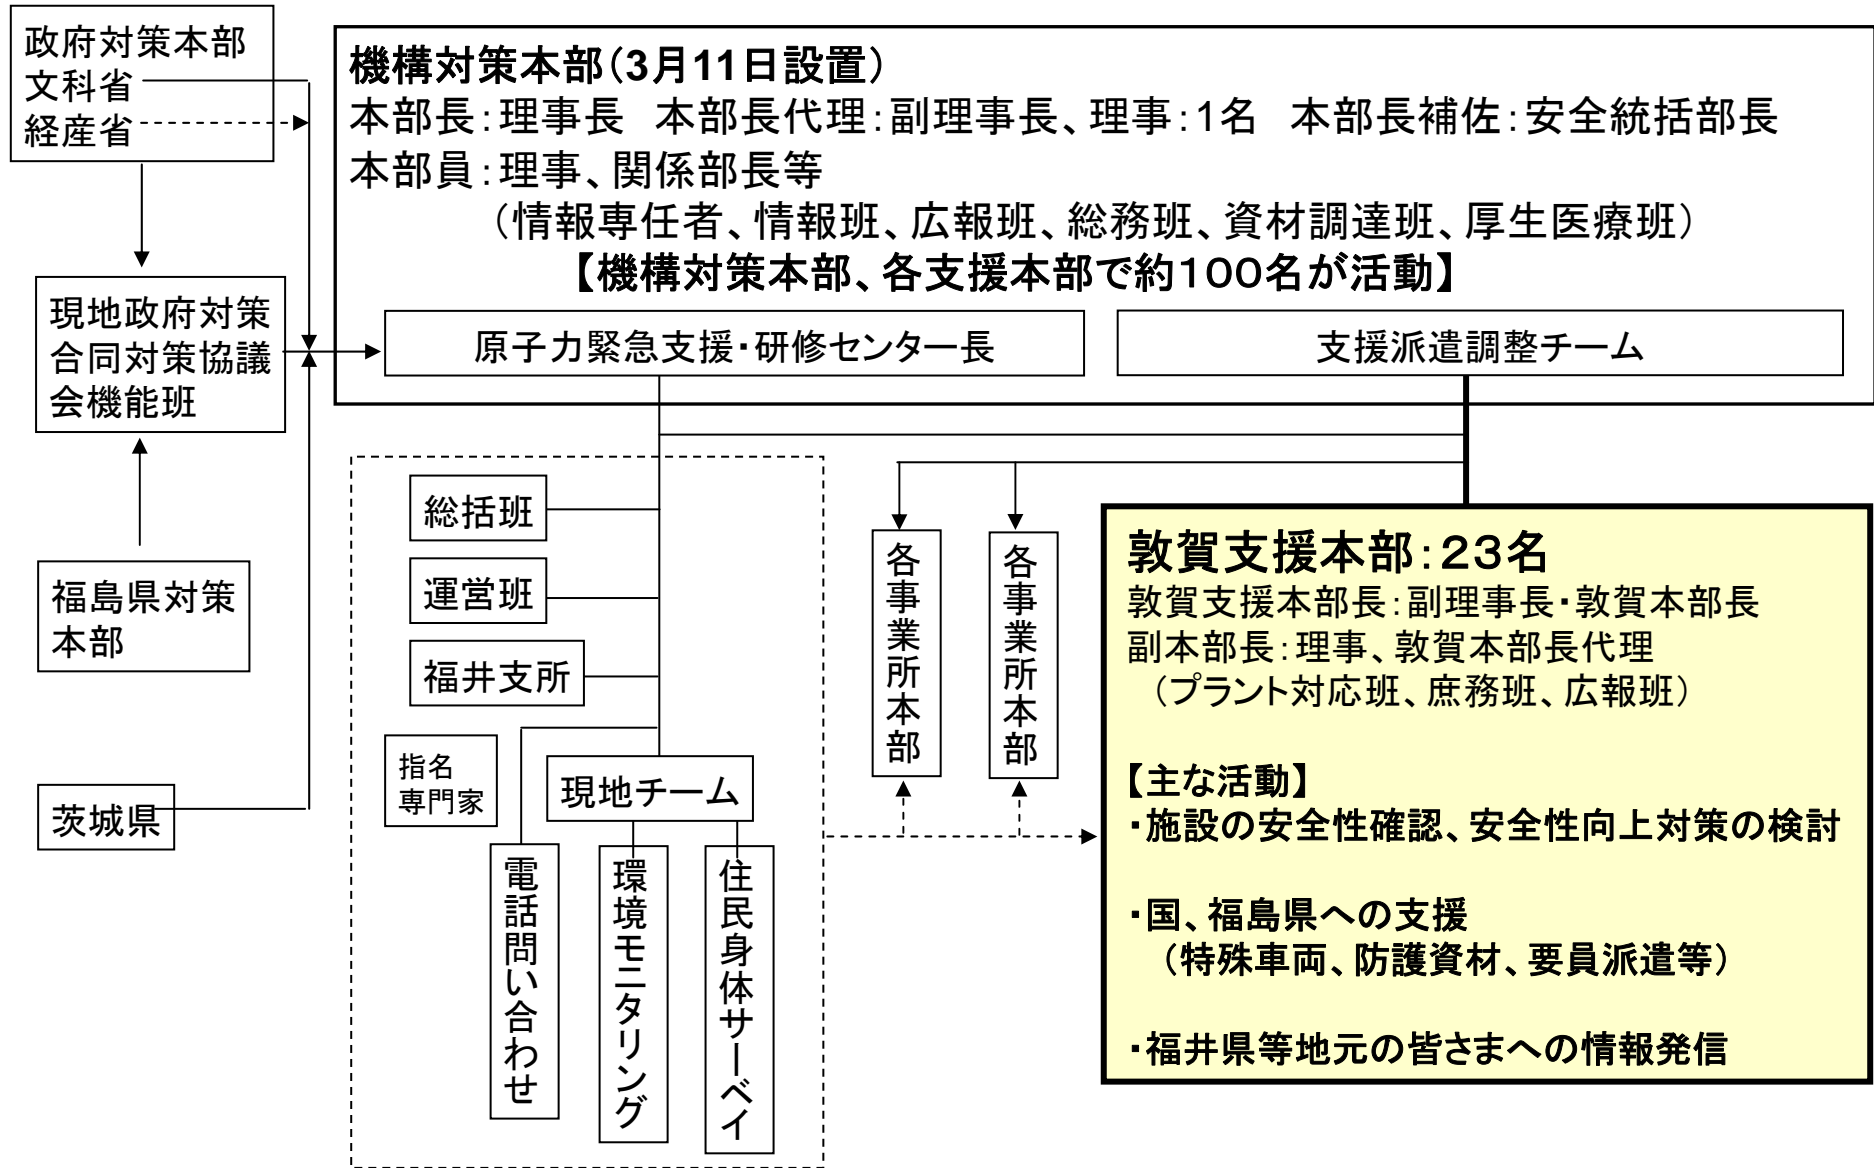 政府対策本部
文科省
経産省
機構対策本部(3月11日設置)
本部長:理事長　本部長代理:副理事長、理事:1名　本部長補佐:安全統括部長
本部員:理事、関係部長等
(情報専任者、情報班、広報班、総務班、資材調達班、厚生医療班)
【機構対策本部、各支援本部で約100名が活動】
原子力緊急支援・研修センター長
支援派遣調整チーム
現地政府対策
合同対策協議
会機能班
福島県対策
本部
茨城県
総括班
運営班
福井支所
指名
専門家
現地チーム
電話問い合わせ
環境モニタリング
住民身体サーベイ
各事業所本部
各事業所本部
敦賀支援本部:23名
敦賀支援本部長:副理事長・敦賀本部長
副本部長:理事、敦賀本部長代理
(プラント対応班、庶務班、広報班)
【主な活動】
・施設の安全性確認、安全性向上対策の検討
・国、福島県への支援
(特殊車両、防護資材、要員派遣等)
・福井県等地元の皆さまへの情報発信